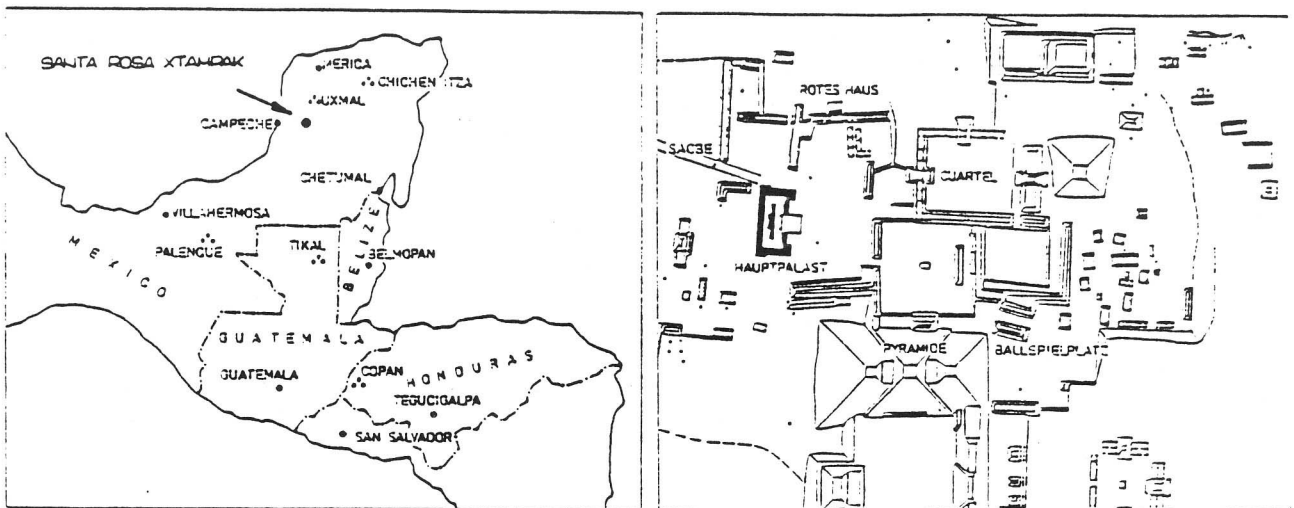 SANTA ROSA XTAMPAK
MERICA
CHICHEN ITZA
UXMAL
CAMPECHE
CHETUMAL
VILLAHERMOSA
PALENGUE
TIKAL
BELIZE
BELMOPAN
MEXICO
GUATEMALA
GUATEMALA
COPAN
HONDURAS
TEGUCIGALPA
SAN SALVADOR
ROTES HAUS
SACBE
CUARTEL
HAUPTPALAST
PYRAMIDE
BALLSPIELPLATZ